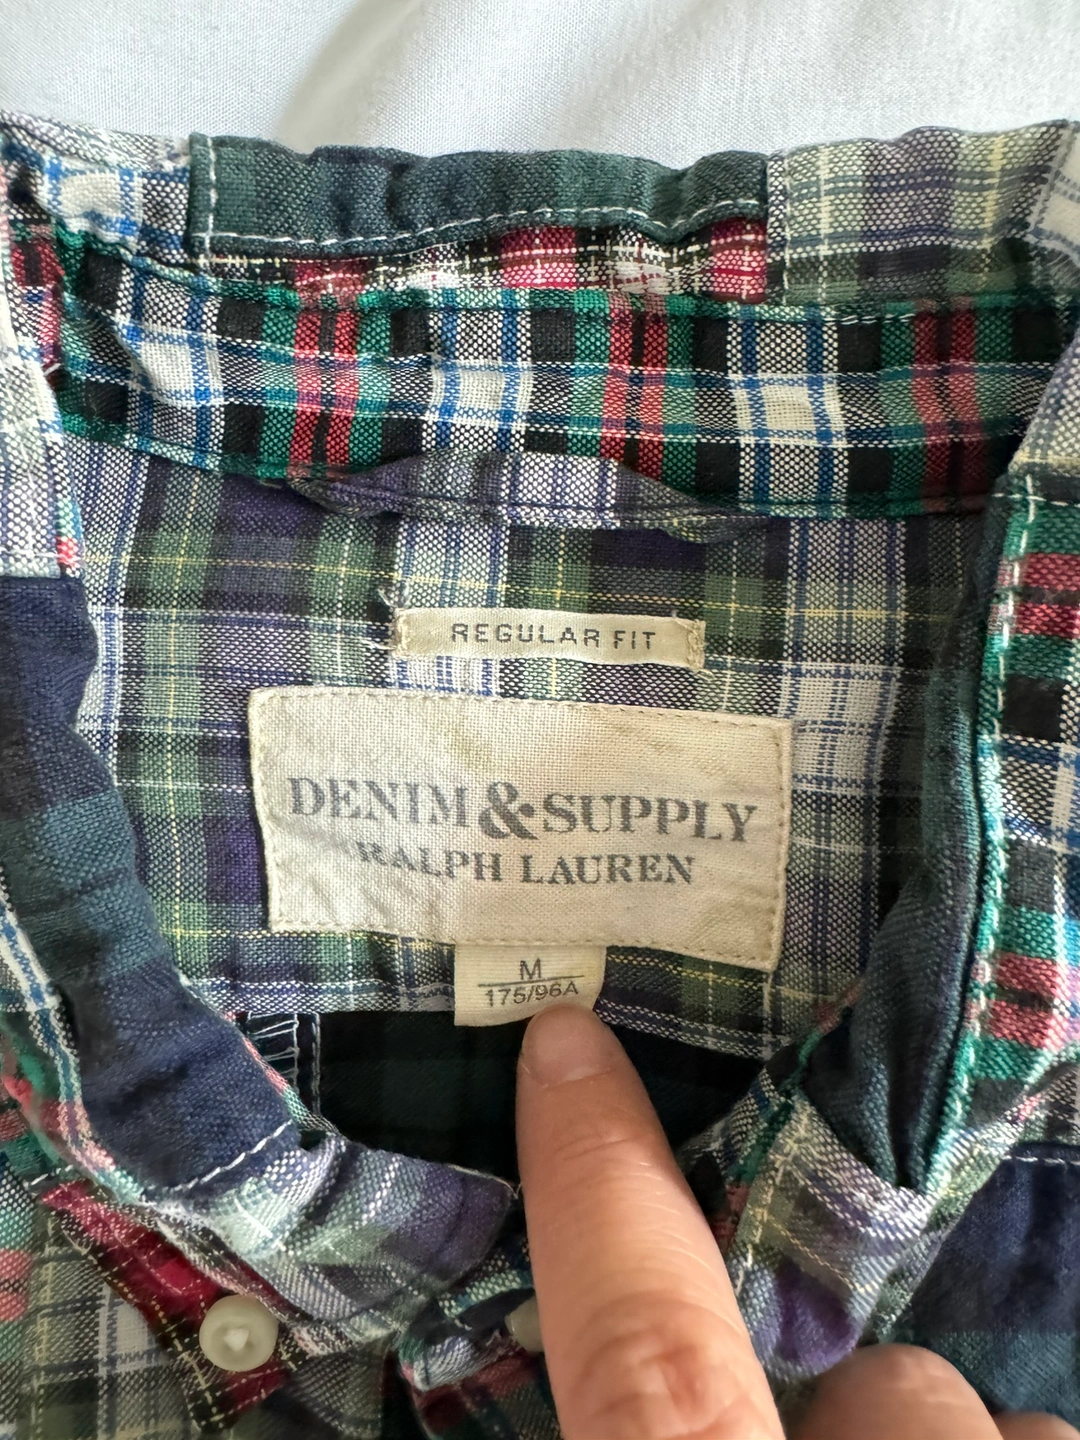 REGULAR FIT
DENIM & SUPPLY
RALPH LAUREN
M
175/96A